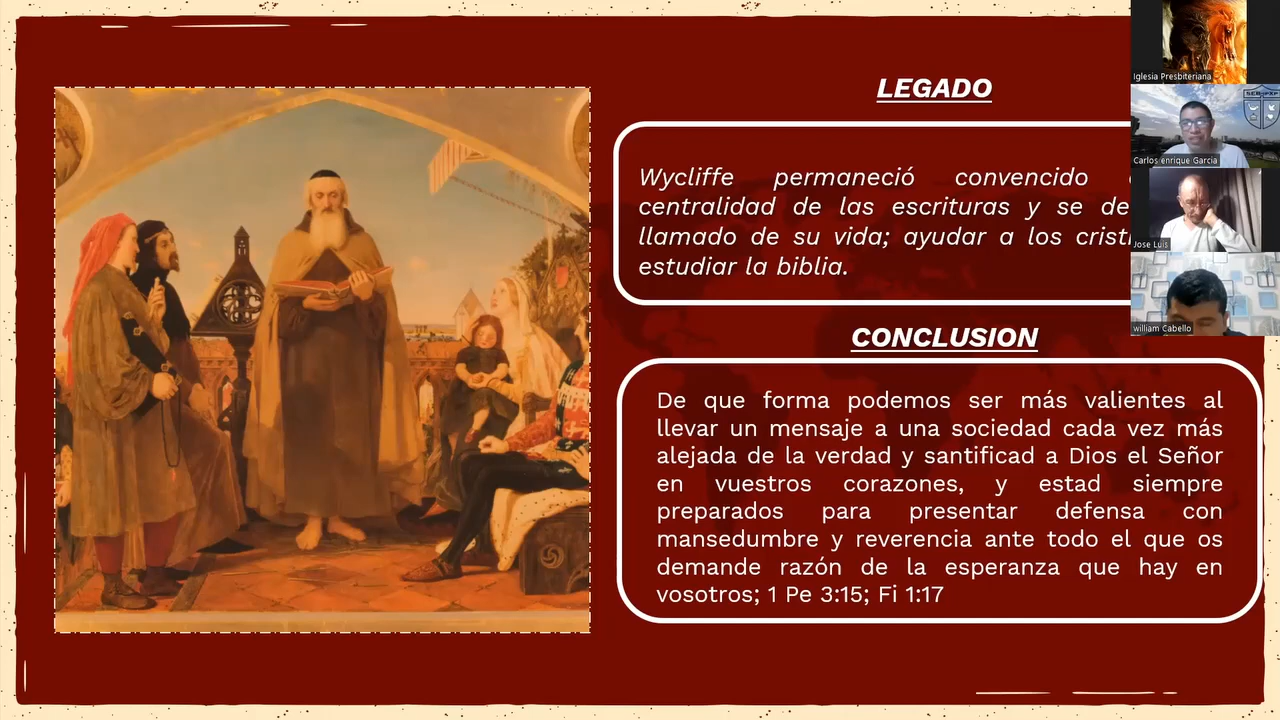 LEGADO
Wycliffe permaneció convencido
centralidad de las escrituras y se de
llamado de su vida; ayudar a los crist
estudiar la biblia.
CONCLUSION
De que forma podemos ser más valientes al
llevar un mensaje a una sociedad cada vez más
alejada de la verdad y santificad a Dios el Señor
en vuestros corazones, y estad siempre
preparados para presentar defensa con
mansedumbre y reverencia ante todo el que os
demande razón de la esperanza que hay en
vosotros; 1 Pe 3:15; Fi 1:17
Iglesia Presbiteriana
Carlos enrique Garcia
Jose Luis
william Cabello